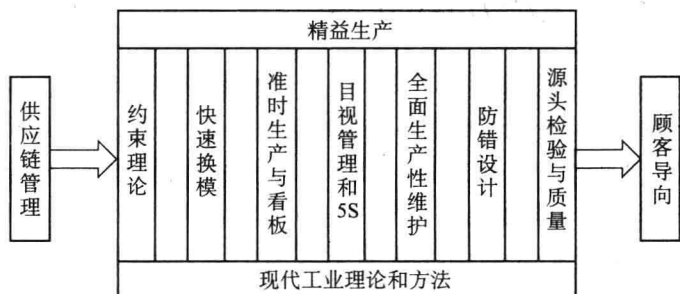 精益生产
供应链管理
约束理论
快速换模
准时生产与看板
目视管理和5S
全面生产性维护
防错设计
源头检验与质量
顾客导向
现代工业理论和方法